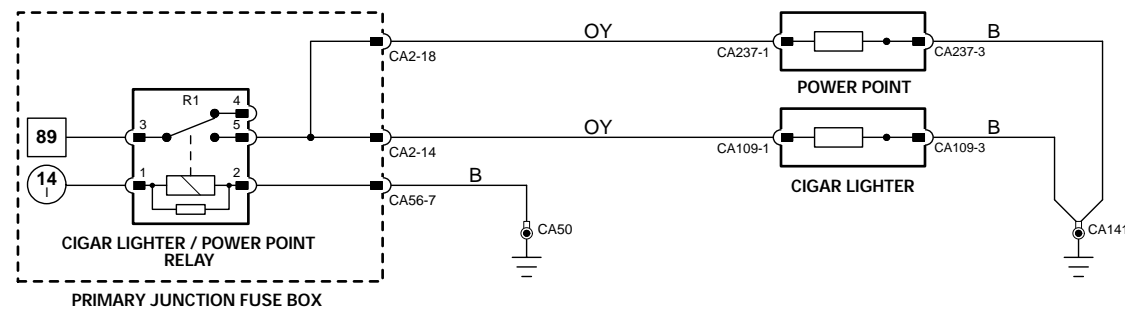 OY
B
CA2-18
CA237-1
CA237-3
POWER POINT
R1
4
89
3
5
OY
B
CA2-14
CA109-1
CA109-3
14
I
1
2
B
CIGAR LIGHTER
CA56-7
CA50
CA141
CIGAR LIGHTER / POWER POINT
RELAY
PRIMARY JUNCTION FUSE BOX